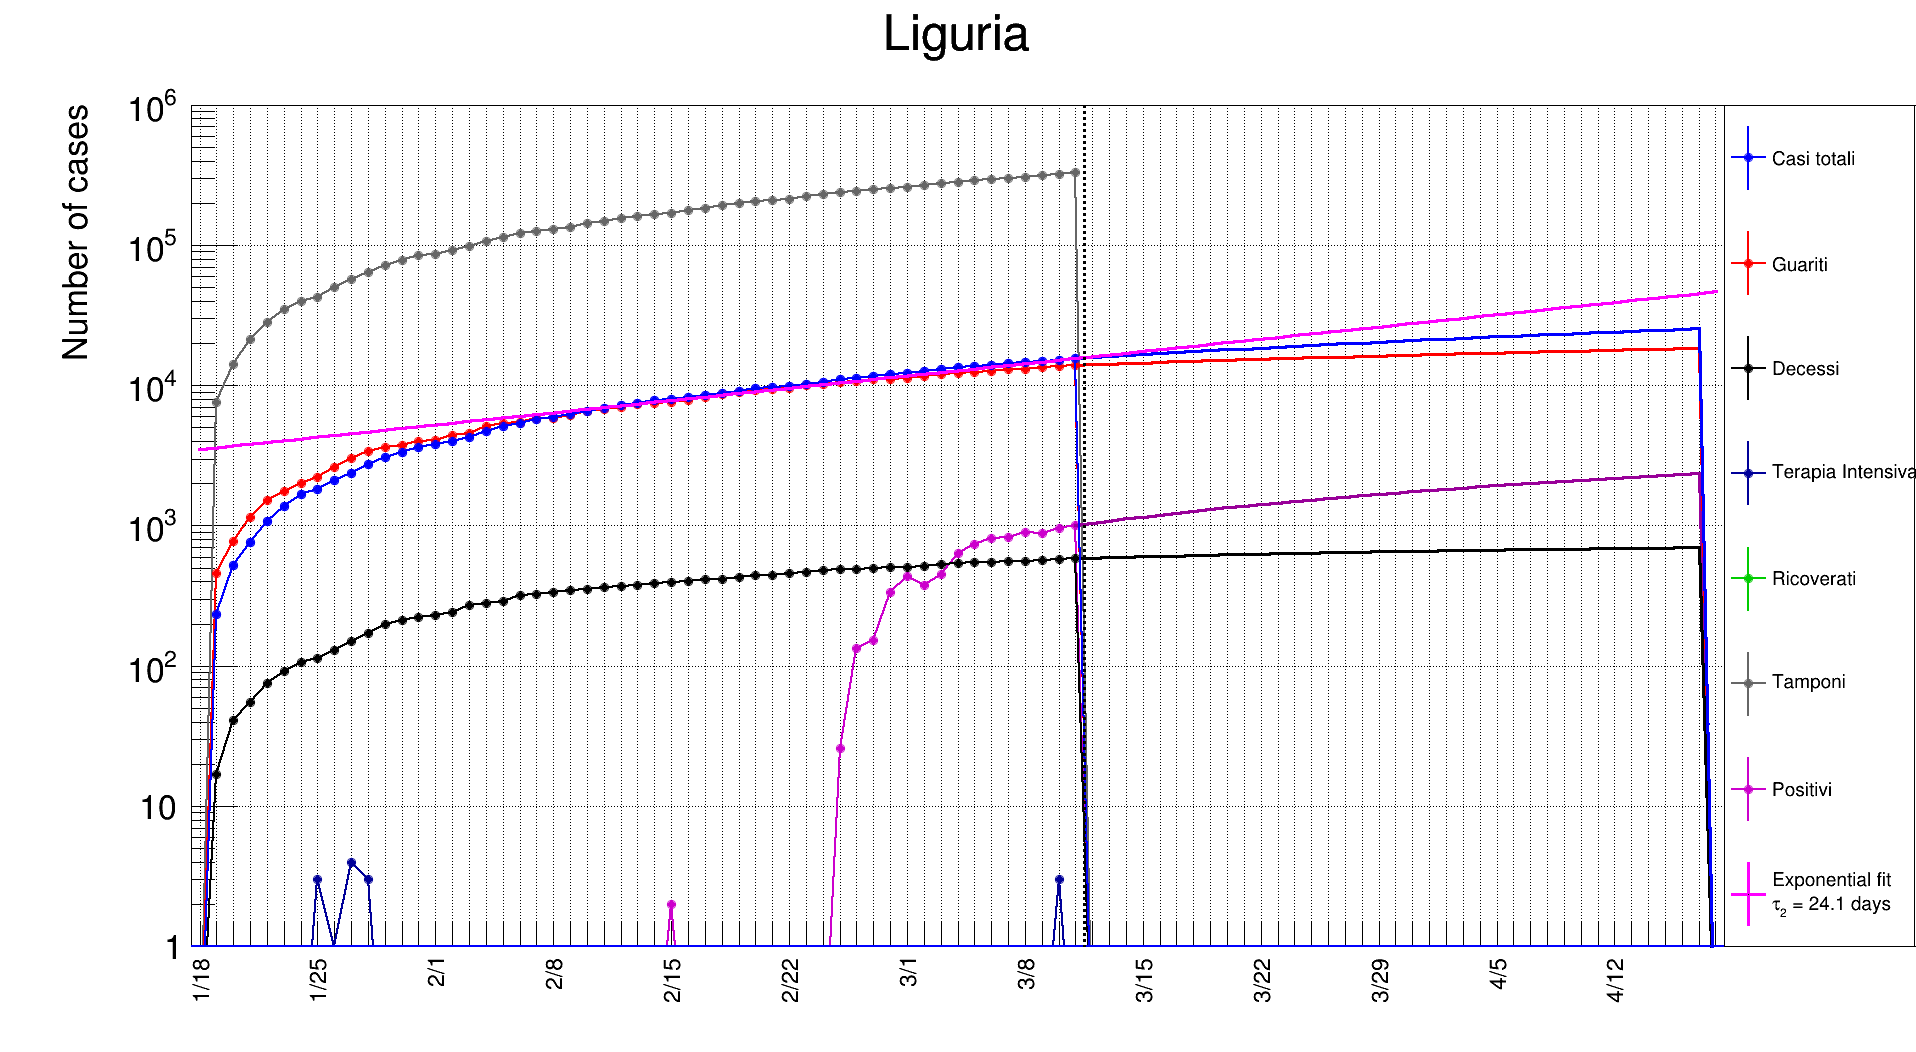 Liguria
Number of cases
10^6
10^5
10^4
10^3
10^2
10
1
1/18
1/25
2/1
2/8
2/15
2/22
3/1
3/8
3/15
3/22
3/29
4/5
4/12
Casi totali
Guariti
Decessi
Terapia Intensiva
Ricoverati
Tamponi
Positivi
Exponential fit
τ₂ = 24.1 days